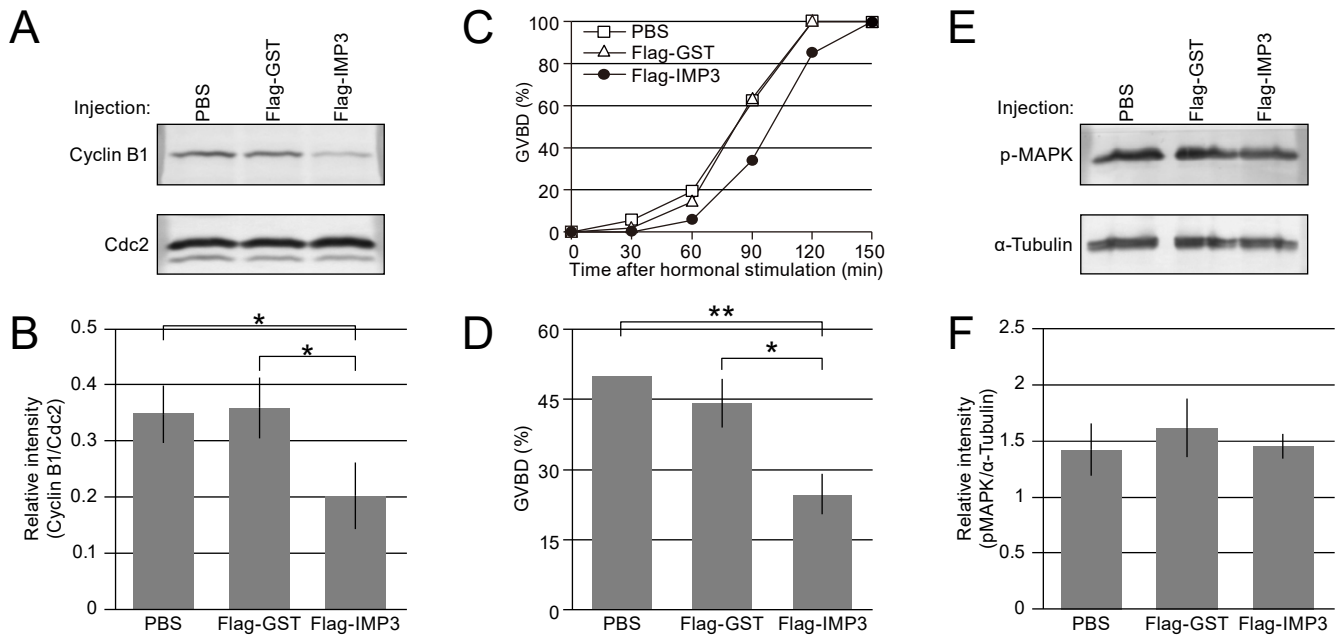 A
Injection:
PBS
Flag-GST
Flag-IMP3
Cyclin B1
Cdc2
B
0.5
0.4
0.3
0.2
0.1
0
Relative intensity
(Cyclin B1/Cdc2)
*
*
PBS
Flag-GST
Flag-IMP3
C
100
80
60
40
20
0
GVBD (%)
PBS
Flag-GST
Flag-IMP3
0
30
60
90
120
150
Time after hormonal stimulation (min)
D
60
45
30
15
0
GVBD (%)
**
*
PBS
Flag-GST
Flag-IMP3
E
Injection:
PBS
Flag-GST
Flag-IMP3
p-MAPK
α-Tubulin
F
2.5
2
1.5
1
0.5
0
Relative intensity
(pMAPK/α-Tubulin)
PBS
Flag-GST
Flag-IMP3